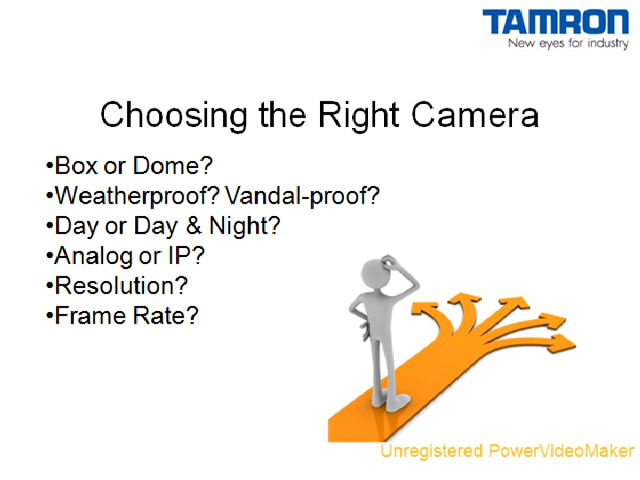 TAMRON
New eyes for industry
Choosing the Right Camera
•Box or Dome?
•Weatherproof? Vandal-proof?
•Day or Day & Night?
•Analog or IP?
•Resolution?
•Frame Rate?
Unregistered PowerVideoMaker